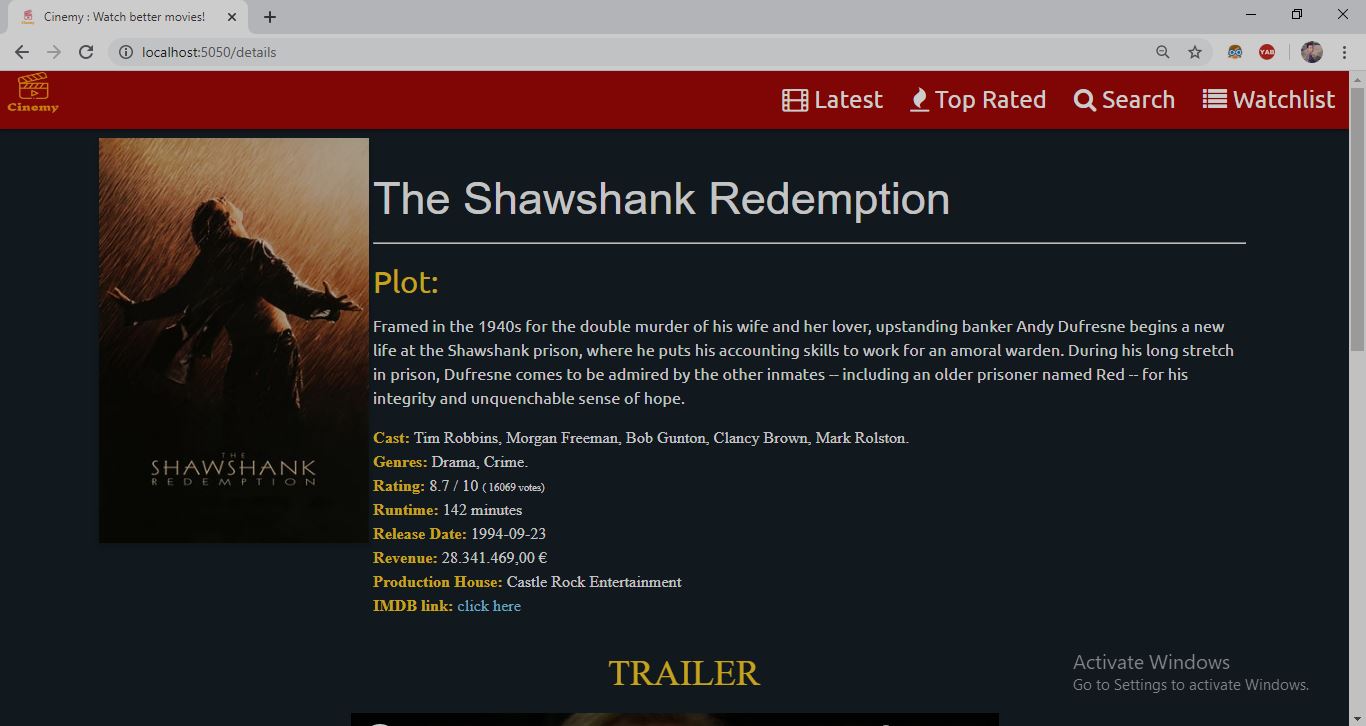 Cinemy : Watch better movies!
localhost:5050/details
YAB
Cinemy
Latest
Top Rated
Search
Watchlist
The Shawshank Redemption
THE
SHAWSHANK
REDEMPTION
Plot:
Framed in the 1940s for the double murder of his wife and her lover, upstanding banker Andy Dufresne begins a new
life at the Shawshank prison, where he puts his accounting skills to work for an amoral warden. During his long stretch
in prison, Dufresne comes to be admired by the other inmates -- including an older prisoner named Red -- for his
integrity and unquenchable sense of hope.
Cast: Tim Robbins, Morgan Freeman, Bob Gunton, Clancy Brown, Mark Rolston.
Genres: Drama, Crime.
Rating: 8.7 / 10 ( 16069 votes)
Runtime: 142 minutes
Release Date: 1994-09-23
Revenue: 28.341.469,00 €
Production House: Castle Rock Entertainment
IMDB link: click here
TRAILER
Activate Windows
Go to Settings to activate Windows.